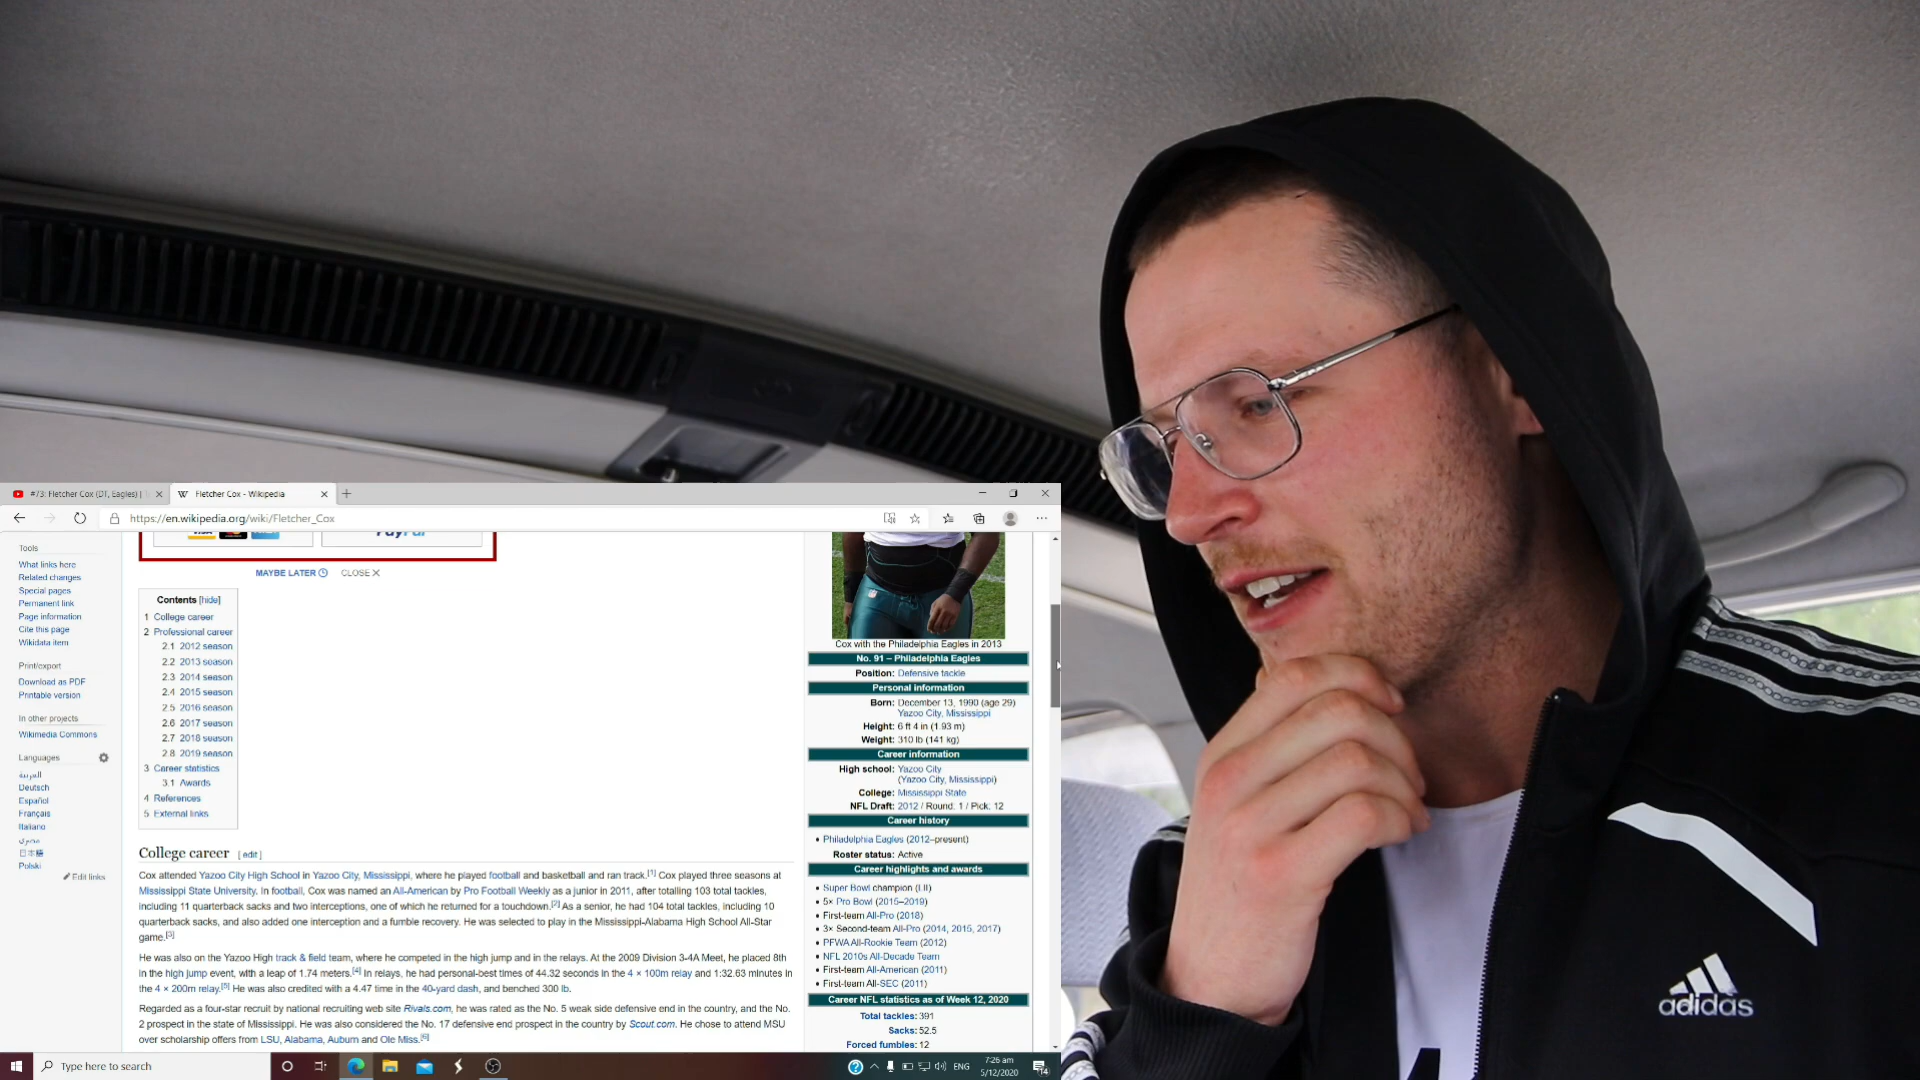 #73: Fletcher Cox (DT, Eagles) |
Fletcher Cox - Wikipedia
https://en.wikipedia.org/wiki/Fletcher_Cox
Tools
What links here
Related changes
Special pages
Permanent link
Page information
Cite this page
Wikidata item
Print/export
Download as PDF
Printable version
In other projects
Wikimedia Commons
Languages
العربية
Deutsch
Español
Français
Italiano
مصرى
日本語
Polski
Edit links
PayPal
MAYBE LATER CLOSE
Contents [hide]
1 College career
2 Professional career
2.1 2012 season
2.2 2013 season
2.3 2014 season
2.4 2015 season
2.5 2016 season
2.6 2017 season
2.7 2018 season
2.8 2019 season
3 Career statistics
3.1 Awards
4 References
5 External links
College career [ edit ]
Cox attended Yazoo City High School in Yazoo City, Mississippi, where he played football and basketball and ran track.[1] Cox played three seasons at
Mississippi State University. In football, Cox was named an All-American by Pro Football Weekly as a junior in 2011, after totalling 103 total tackles,
including 11 quarterback sacks and two interceptions, one of which he returned for a touchdown.[2] As a senior, he had 104 total tackles, including 10
quarterback sacks, and also added one interception and a fumble recovery. He was selected to play in the Mississippi-Alabama High School All-Star
game.[3]
He was also on the Yazoo High track & field team, where he competed in the high jump and in the relays. At the 2009 Division 3-4A Meet, he placed 8th
in the high jump event, with a leap of 1.74 meters.[4] In relays, he had personal-best times of 44.32 seconds in the 4 × 100m relay and 1:32.63 minutes in
the 4 × 200m relay.[5] He was also credited with a 4.47 time in the 40-yard dash, and benched 300 lb.
Regarded as a four-star recruit by national recruiting web site Rivals.com, he was rated as the No. 5 weak side defensive end in the country, and the No.
2 prospect in the state of Mississippi. He was also considered the No. 17 defensive end prospect in the country by Scout.com. He chose to attend MSU
over scholarship offers from LSU, Alabama, Auburn and Ole Miss.[6]
Cox with the Philadelphia Eagles in 2013
No. 91 – Philadelphia Eagles
Position: Defensive tackle
Personal information
Born: December 13, 1990 (age 29)
Yazoo City, Mississippi
Height: 6 ft 4 in (1.93 m)
Weight: 310 lb (141 kg)
Career information
High school: Yazoo City
(Yazoo City, Mississippi)
College: Mississippi State
NFL Draft: 2012 / Round: 1 / Pick: 12
Career history
• Philadelphia Eagles (2012–present)
Roster status: Active
Career highlights and awards
• Super Bowl champion (LII)
• 5× Pro Bowl (2015–2019)
• First-team All-Pro (2018)
• 3× Second-team All-Pro (2014, 2015, 2017)
• PFWA All-Rookie Team (2012)
• NFL 2010s All-Decade Team
• First-team All-American (2011)
• First-team All-SEC (2011)
Career NFL statistics as of Week 12, 2020
Total tackles: 391
Sacks: 52.5
Forced fumbles: 12
Type here to search
ENG
7:26 am
5/12/2020
adidas